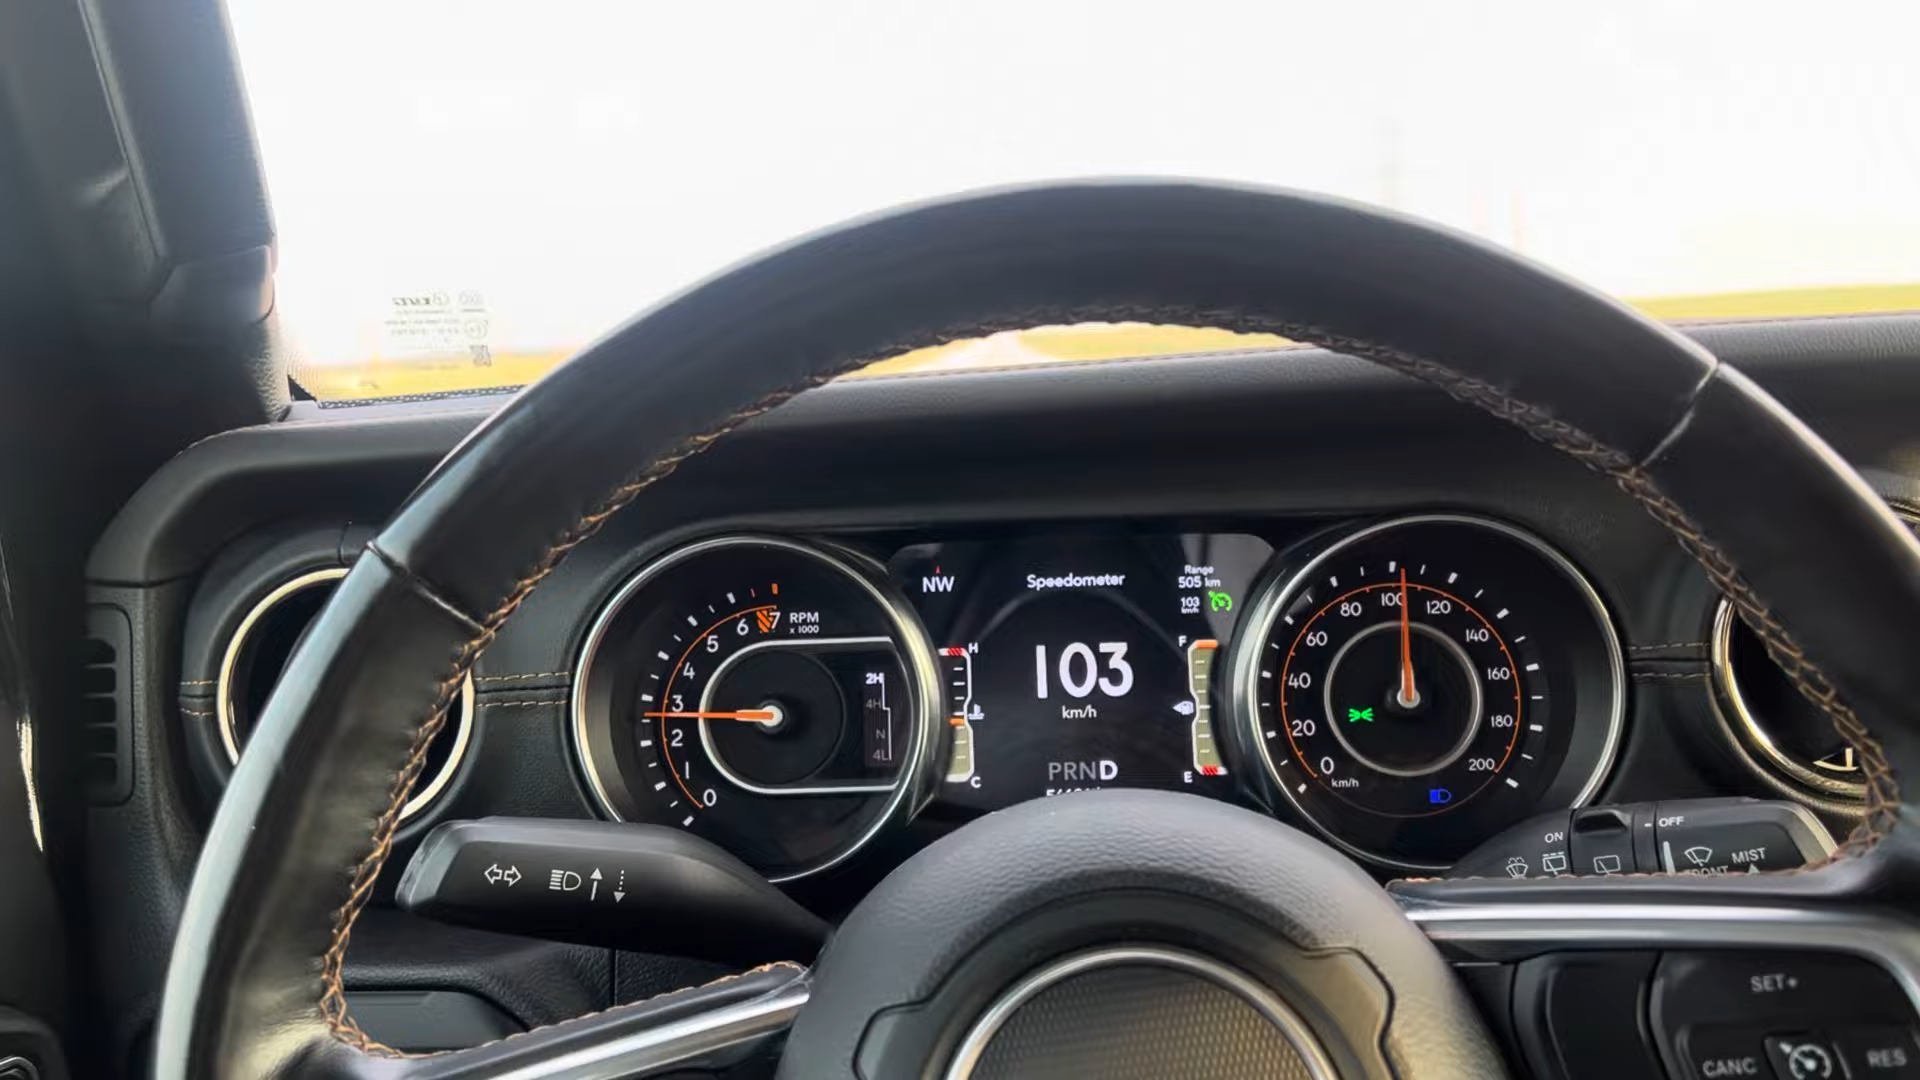 NW
Speedometer
Range
505 km
103
km/h
103
km/h
PRND
H
C
F
E
7
6
5
4
3
2
1
0
RPM
x 1000
2H
4H
N
4L
0
20
40
60
80
100
120
140
160
180
200
km/h
ON
OFF
MIST
FRONT
SET+
CANC
RES